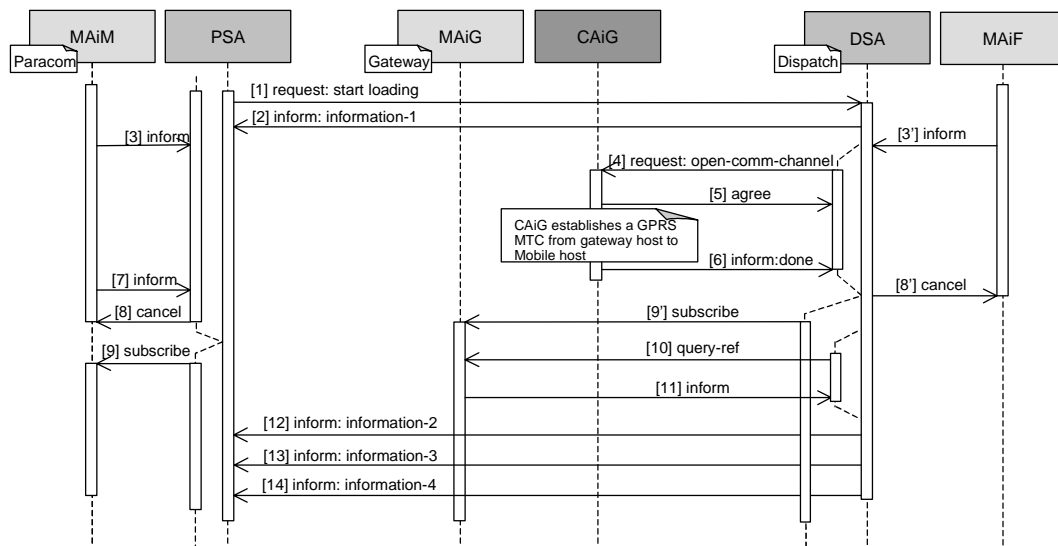 MAiM
PSA
MAiG
CAiG
DSA
MAiF
Paracom
Gateway
Dispatch
[1] request: start loading
[2] inform: information-1
[3] inform
[3'] inform
[4] request: open-comm-channel
[5] agree
CAiG establishes a GPRS
MTC from gateway host to
Mobile host
[6] inform:done
[7] inform
[8'] cancel
[8] cancel
[9'] subscribe
[9] subscribe
[10] query-ref
[11] inform
[12] inform: information-2
[13] inform: information-3
[14] inform: information-4